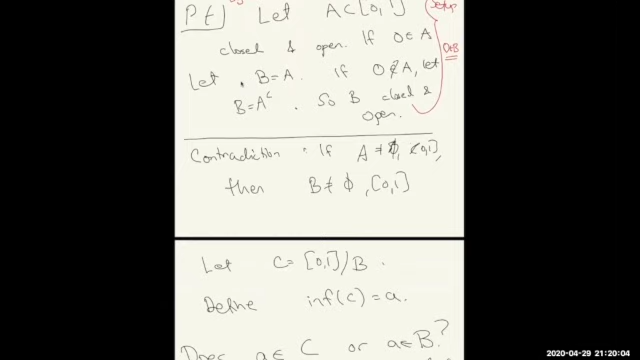 Pf) Let A ⊂ [0,1]
Setup
closed & open. If 0 ∈ A
0∈B
Let B = A. If 0 ∉ A, let
B = A^c. So B closed &
open.
Contradiction: If A ≠ ∅, [0,1],
then B ≠ ∅, [0,1]
Let C = [0,1]/B.
Define inf(C) = a.
Does a ∈ C or a ∈ B?
2020-04-29 21:20:04